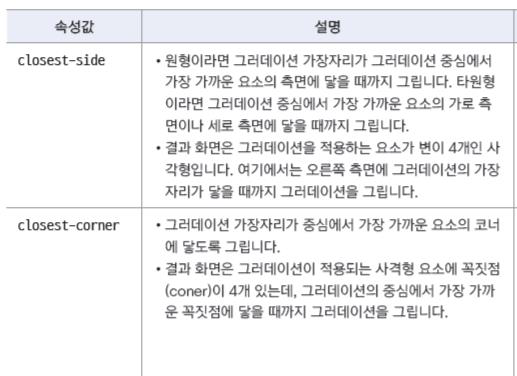 속성값 설명
closest-side
• 원형이라면 그러데이션 가장자리가 그러데이션 중심에서
가장 가까운 요소의 측면에 닿을 때까지 그립니다. 타원형
이라면 그러데이션 중심에서 가장 가까운 요소의 가로 측
면이나 세로 측면에 닿을 때까지 그립니다.
• 결과 화면은 그러데이션을 적용하는 요소가 변이 4개인 사
각형입니다. 여기에서는 오른쪽 측면에 그러데이션의 가장
자리가 닿을 때까지 그러데이션을 그립니다.
closest-corner
• 그러데이션 가장자리가 중심에서 가장 가까운 요소의 코너
에 닿도록 그립니다.
• 결과 화면은 그러데이션이 적용되는 사격형 요소에 꼭짓점
(coner)이 4개 있는데, 그러데이션의 중심에서 가장 가까
운 꼭짓점에 닿을 때까지 그러데이션을 그립니다.